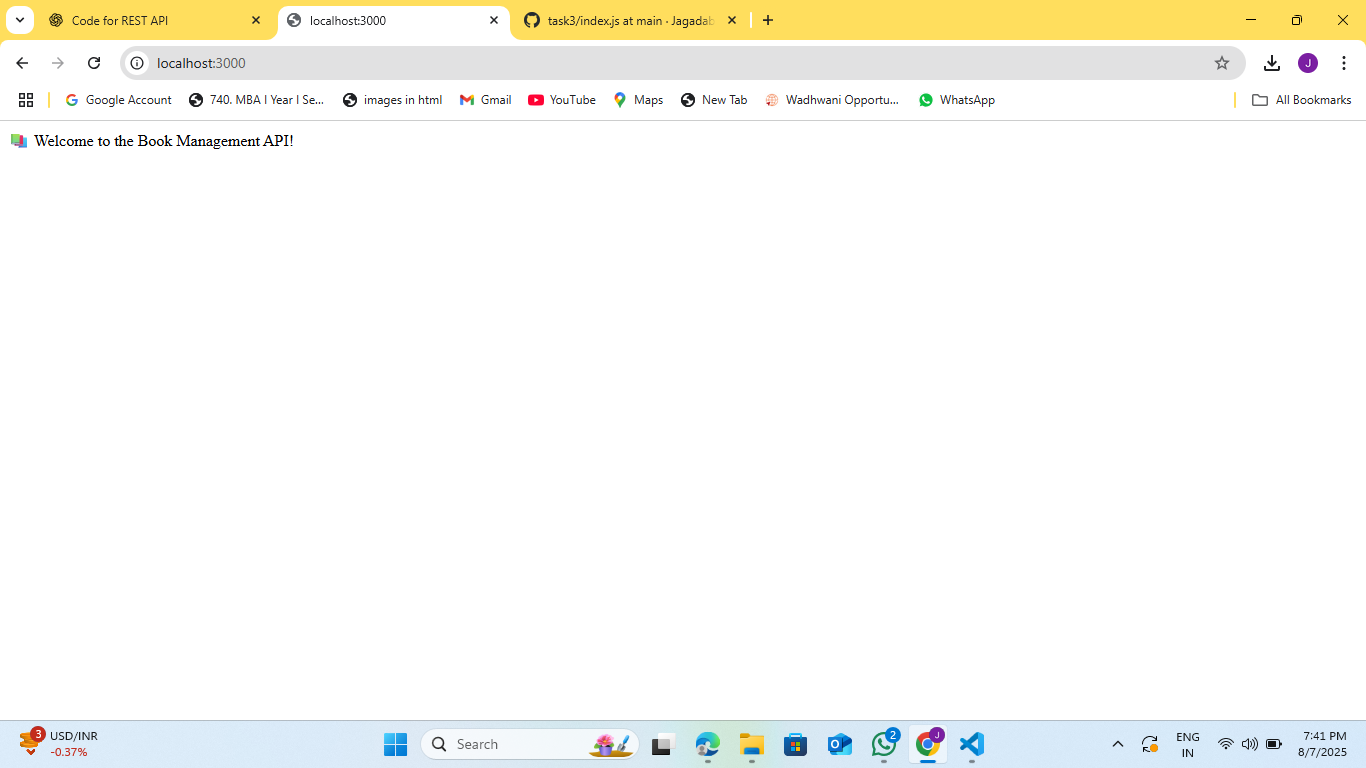 Code for REST API
localhost:3000
task3/index.js at main · Jagadab
localhost:3000
J
Google Account
740. MBA I Year I Se...
images in html
Gmail
YouTube
Maps
New Tab
Wadhwani Opportu...
WhatsApp
All Bookmarks
Welcome to the Book Management API!
3
USD/INR
-0.37%
Search
2
J
ENG
IN
7:41 PM
8/7/2025